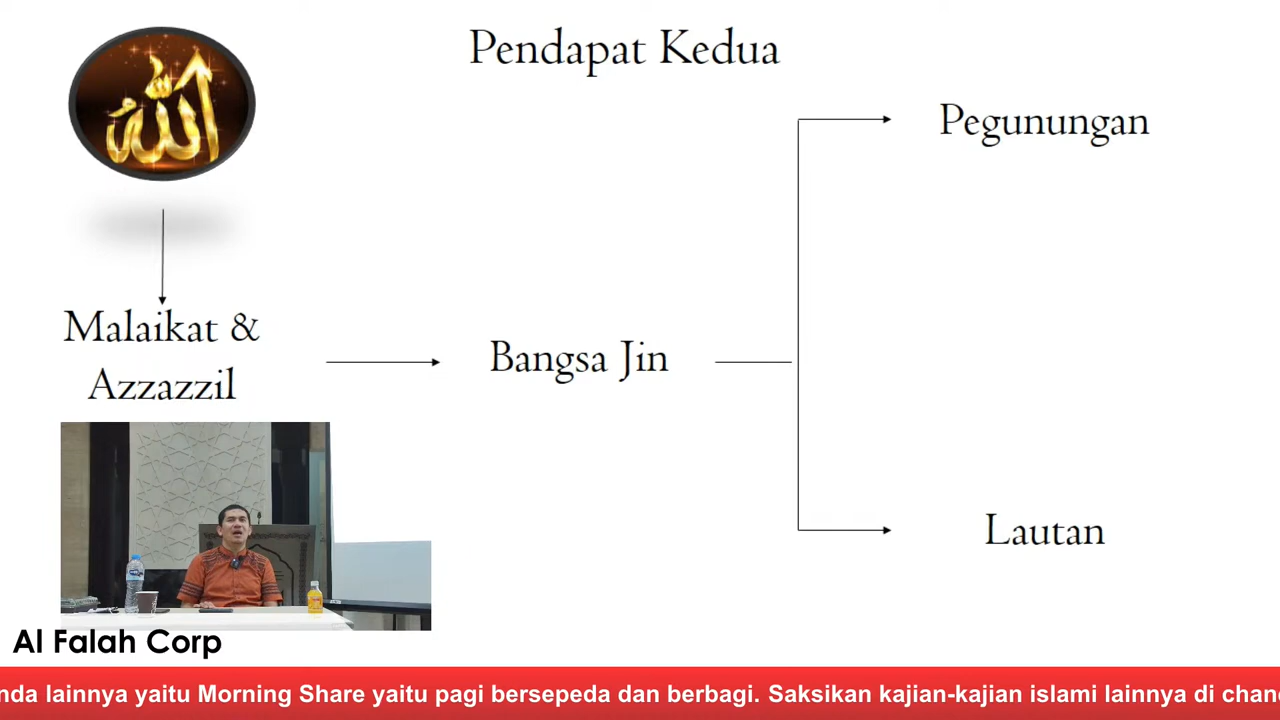 الله
Pendapat Kedua
Pegunungan
Malaikat &
Azzazzil
Bangsa Jin
Lautan
Al Falah Corp
nda lainnya yaitu Morning Share yaitu pagi bersepeda dan berbagi. Saksikan kajian-kajian islami lainnya di chan